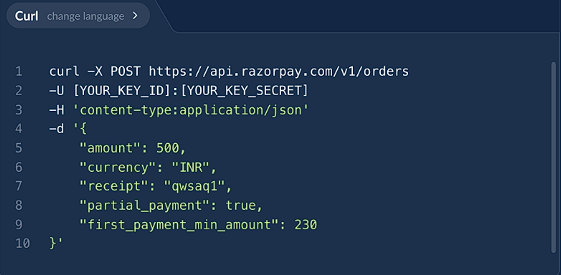 Curl change language >
1 curl -X POST https://api.razorpay.com/v1/orders
2 -U [YOUR_KEY_ID]:[YOUR_KEY_SECRET]
3 -H 'content-type:application/json'
4 -d '{
5     "amount": 500,
6     "currency": "INR",
7     "receipt": "qwsaq1",
8     "partial_payment": true,
9     "first_payment_min_amount": 230
10 }'